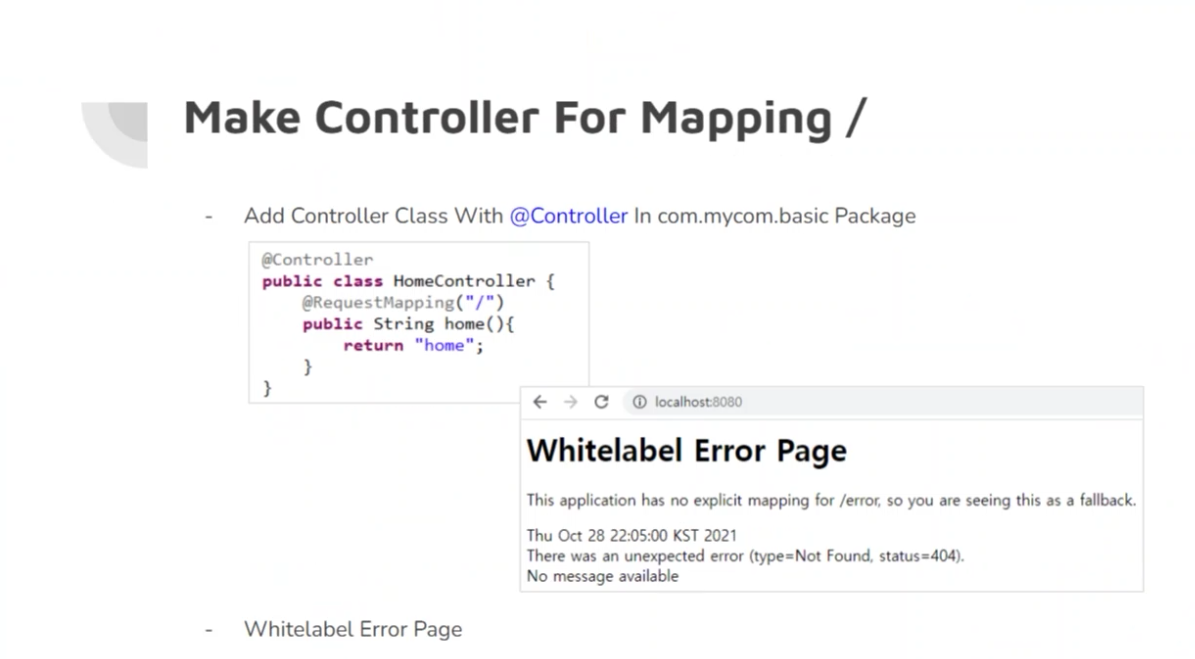 Make Controller For Mapping /
- Add Controller Class With @Controller In com.mycom.basic Package
@Controller
public class HomeController {
@RequestMapping("/")
public String home(){
return "home";
}
}
localhost:8080
Whitelabel Error Page
This application has no explicit mapping for /error, so you are seeing this as a fallback.
Thu Oct 28 22:05:00 KST 2021
There was an unexpected error (type=Not Found, status=404).
No message available
- Whitelabel Error Page